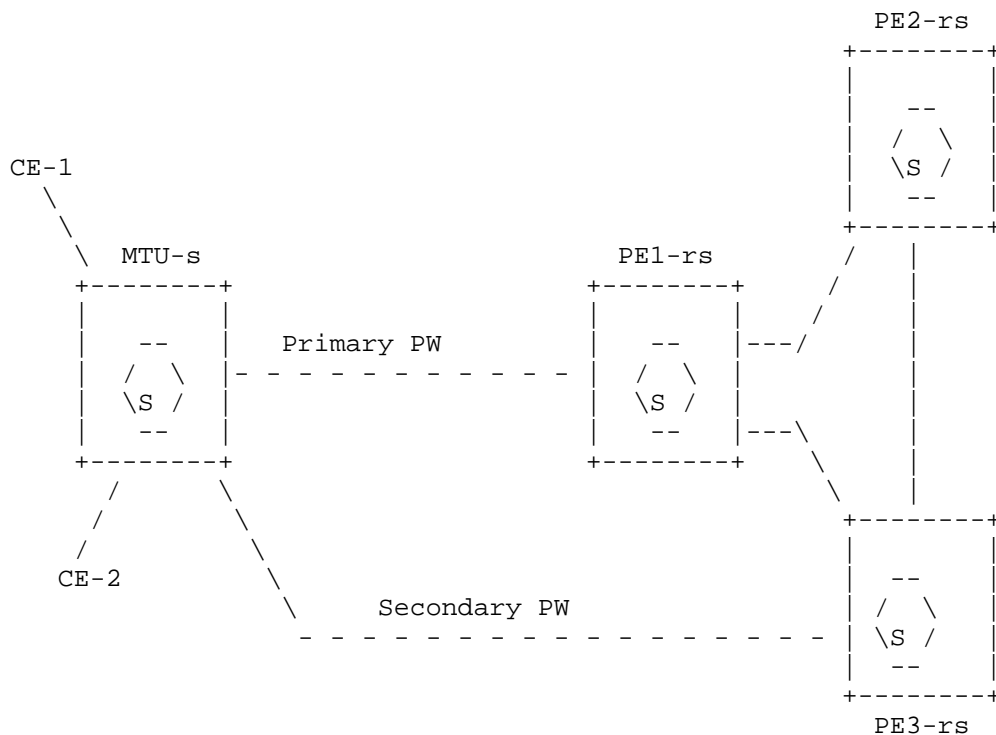 PE2-rs
S
CE-1
MTU-s
PE1-rs
Primary PW
S
S
CE-2
Secondary PW
S
PE3-rs